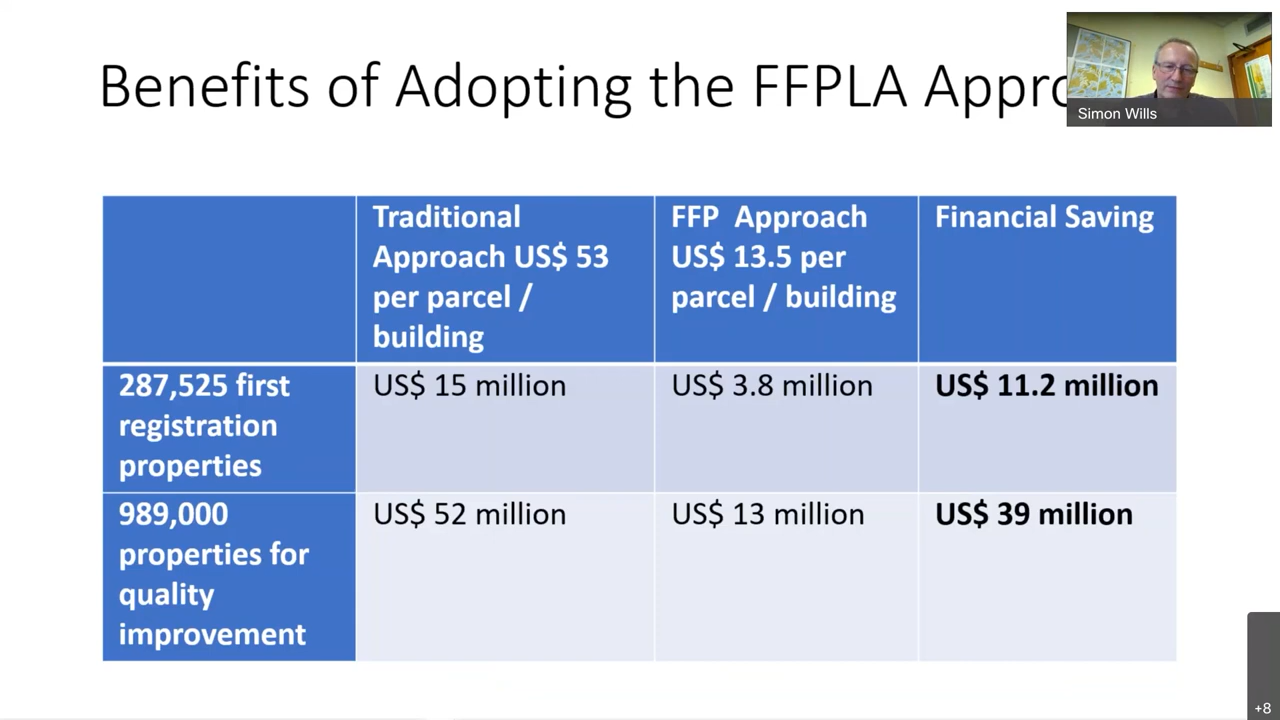 Benefits of Adopting the FFPLA Appro
Simon Wills
Traditional
Approach US$ 53
per parcel /
building
FFP Approach
US$ 13.5 per
parcel / building
Financial Saving
287,525 first
registration
properties
US$ 15 million
US$ 3.8 million
US$ 11.2 million
989,000
properties for
quality
improvement
US$ 52 million
US$ 13 million
US$ 39 million
+8